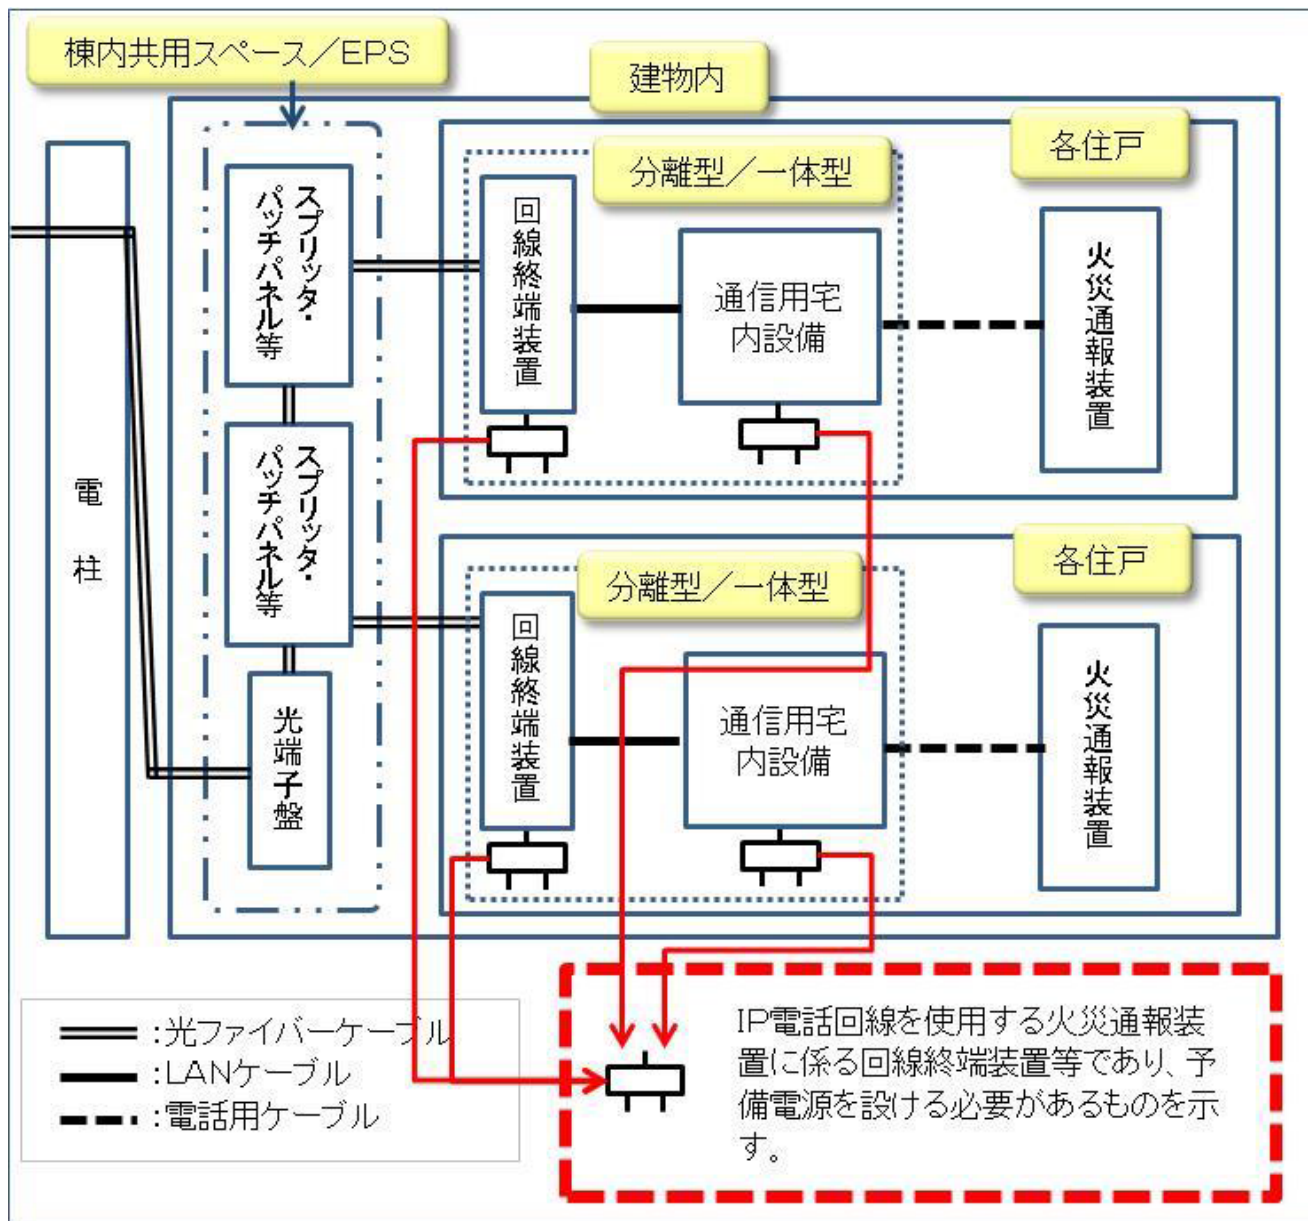 棟内共用スペース／EPS
建物内
各住戸
分離型／一体型
スプリッタ・
パッチパネル等
回線終端装置
通信用宅
内設備
火災通報装置
電柱
スプリッタ・
パッチパネル等
各住戸
分離型／一体型
回線終端装置
通信用宅
内設備
火災通報装置
光端子盤
：光ファイバーケーブル
：LANケーブル
：電話用ケーブル
IP電話回線を使用する火災通報装
置に係る回線終端装置等であり、予
備電源を設ける必要があるものを示
す。